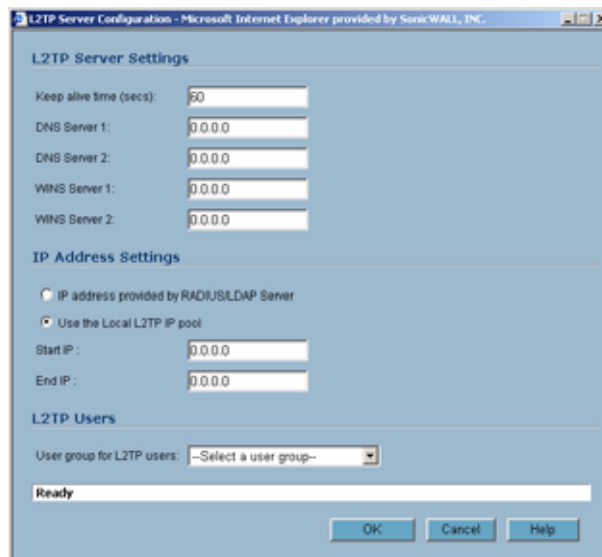 L2TP Server Configuration - Microsoft Internet Explorer provided by SonicWALL, INC.
L2TP Server Settings
Keep alive time (secs): 60
DNS Server 1: 0.0.0.0
DNS Server 2: 0.0.0.0
WINS Server 1: 0.0.0.0
WINS Server 2: 0.0.0.0
IP Address Settings
IP address provided by RADIUS/LDAP Server
Use the Local L2TP IP pool
Start IP : 0.0.0.0
End IP : 0.0.0.0
L2TP Users
User group for L2TP users: --Select a user group--
Ready
OK Cancel Help